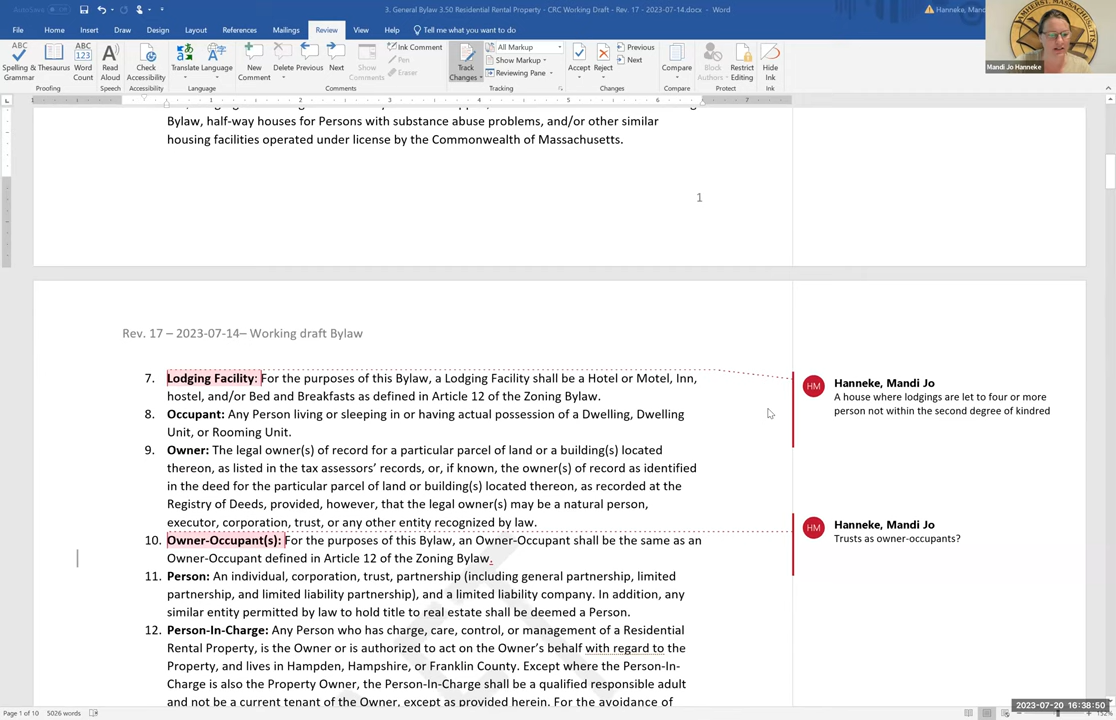 AutoSave
3. General Bylaw 3.50 Residential Rental Property - CRC Working Draft - Rev. 17 - 2023-07-14.docx - Word
Hanneke, Mand
Mandi Jo Hanneke
File Home Insert Draw Design Layout References Mailings Review View Help Tell me what you want to do
Spelling & Grammar
Thesaurus
Word Count
Read Aloud
Check Accessibility
Translate
Language
New Comment
Delete
Previous
Next
Show Comments
Ink Comment
Pen
Eraser
Track Changes
All Markup
Show Markup
Reviewing Pane
Accept
Reject
Previous
Next
Compare
Block Authors
Restrict Editing
Hide Ink
Proofing Speech Accessibility Language Comments Tracking Changes Compare Protect Ink
Bylaw, half-way houses for Persons with substance abuse problems, and/or other similar
housing facilities operated under license by the Commonwealth of Massachusetts.
1
Rev. 17 – 2023-07-14– Working draft Bylaw
7. Lodging Facility: For the purposes of this Bylaw, a Lodging Facility shall be a Hotel or Motel, Inn,
hostel, and/or Bed and Breakfasts as defined in Article 12 of the Zoning Bylaw.
8. Occupant: Any Person living or sleeping in or having actual possession of a Dwelling, Dwelling
Unit, or Rooming Unit.
9. Owner: The legal owner(s) of record for a particular parcel of land or a building(s) located
thereon, as listed in the tax assessors’ records, or, if known, the owner(s) of record as identified
in the deed for the particular parcel of land or building(s) located thereon, as recorded at the
Registry of Deeds, provided, however, that the legal owner(s) may be a natural person,
executor, corporation, trust, or any other entity recognized by law.
10. Owner-Occupant(s): For the purposes of this Bylaw, an Owner-Occupant shall be the same as an
Owner-Occupant defined in Article 12 of the Zoning Bylaw.
11. Person: An individual, corporation, trust, partnership (including general partnership, limited
partnership, and limited liability partnership), and a limited liability company. In addition, any
similar entity permitted by law to hold title to real estate shall be deemed a Person.
12. Person-In-Charge: Any Person who has charge, care, control, or management of a Residential
Rental Property, is the Owner or is authorized to act on the Owner’s behalf with regard to the
Property, and lives in Hampden, Hampshire, or Franklin County. Except where the Person-In-
Charge is also the Property Owner, the Person-In-Charge shall be a qualified responsible adult
and not be a current tenant of the Owner, except as provided herein. For the avoidance of
HM
Hanneke, Mandi Jo
A house where lodgings are let to four or more
person not within the second degree of kindred
HM
Hanneke, Mandi Jo
Trusts as owner-occupants?
Page 1 of 10 5026 words
2023-07-20 16:38:50
152%